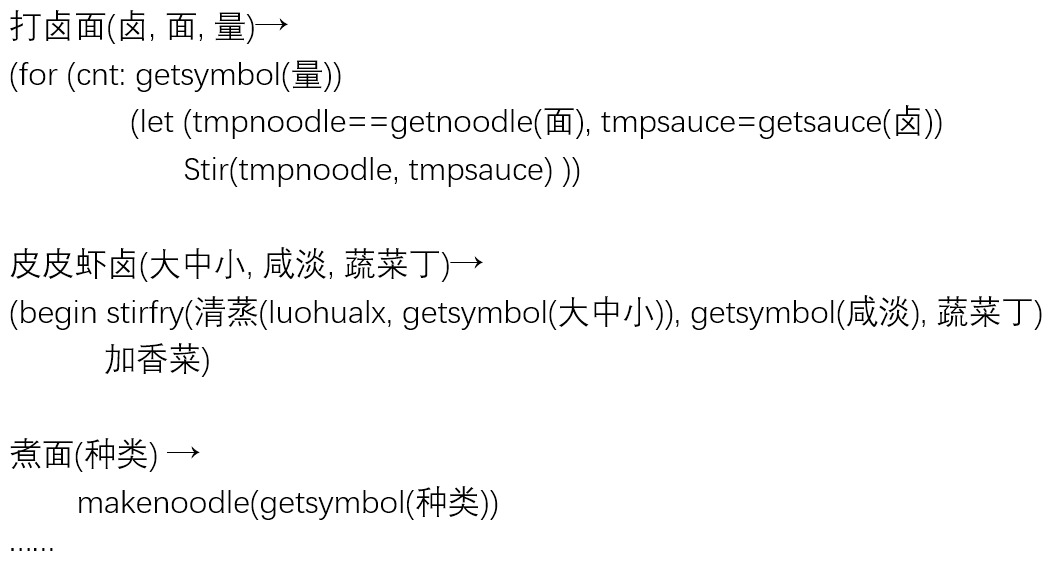 打卤面(卤, 面, 量)→
(for (cnt: getsymbol(量))
(let (tmpnoodle==getnoodle(面), tmpsauce=getsauce(卤))
Stir(tmpnoodle, tmpsauce) ))
皮皮虾卤(大中小, 咸淡, 蔬菜丁)→
(begin stirfry(清蒸(luohualx, getsymbol(大中小)), getsymbol(咸淡), 蔬菜丁)
加香菜)
煮面(种类) →
makenoodle(getsymbol(种类))
……